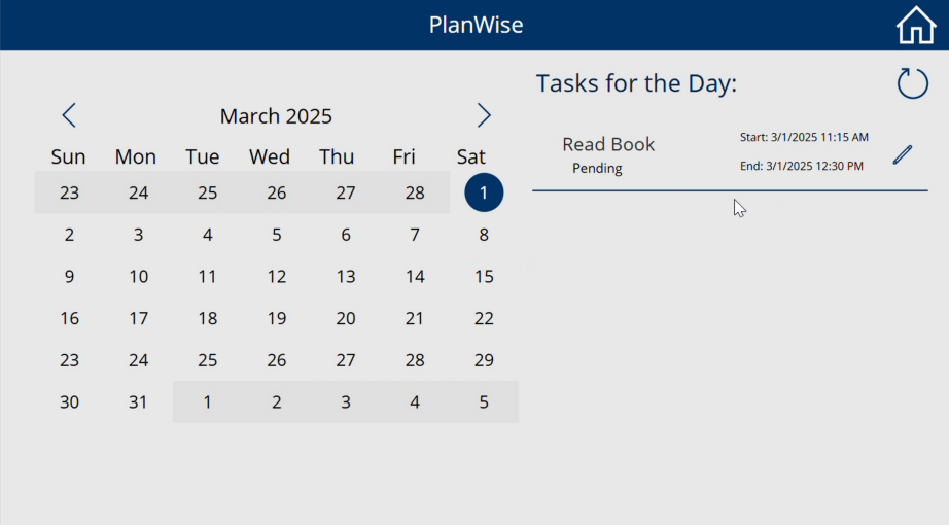 PlanWise
March 2025
Sun Mon Tue Wed Thu Fri Sat
23 24 25 26 27 28 1
2 3 4 5 6 7 8
9 10 11 12 13 14 15
16 17 18 19 20 21 22
23 24 25 26 27 28 29
30 31 1 2 3 4 5
Tasks for the Day:
Read Book
Pending
Start: 3/1/2025 11:15 AM
End: 3/1/2025 12:30 PM